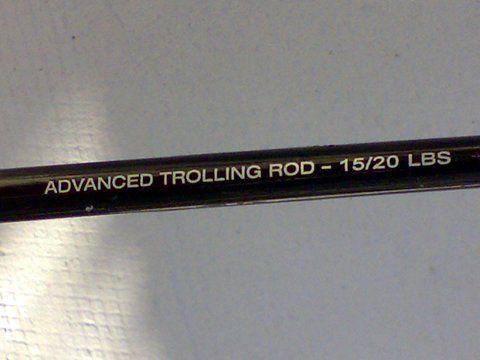 ADVANCED TROLLING ROD – 15/20 LBS